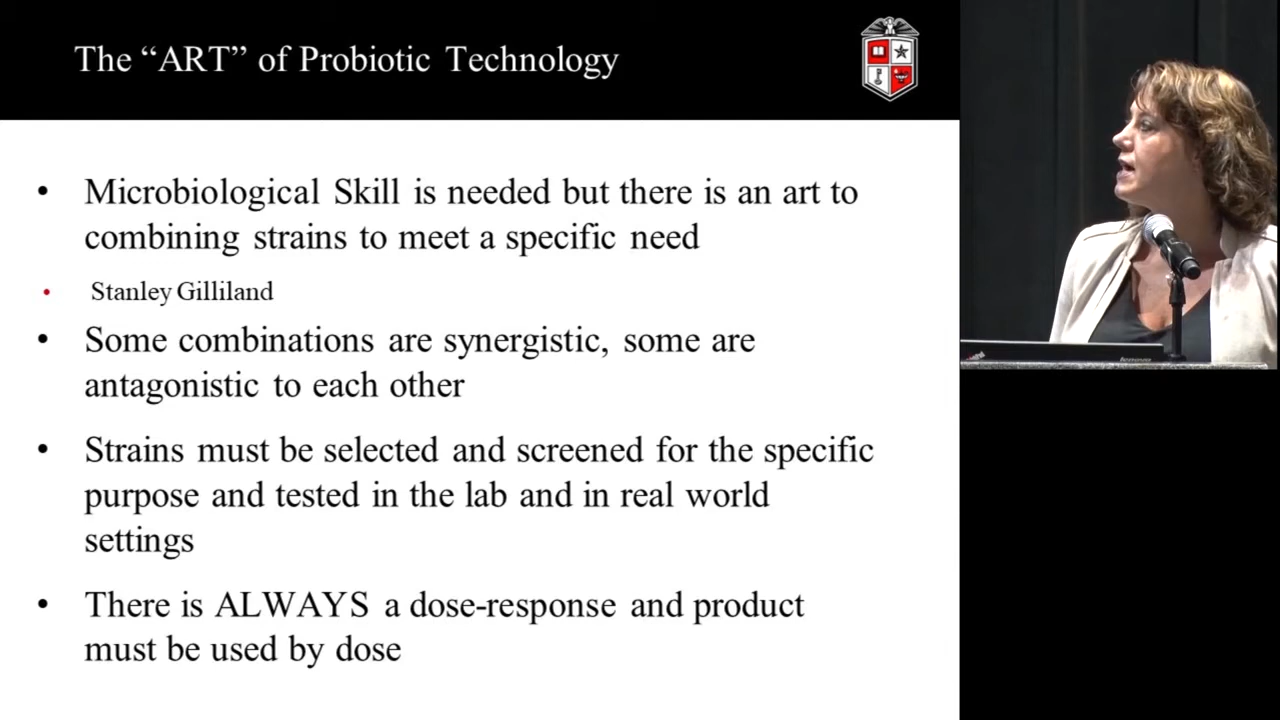 The “ART” of Probiotic Technology
• Microbiological Skill is needed but there is an art to
combining strains to meet a specific need
• Stanley Gilliland
• Some combinations are synergistic, some are
antagonistic to each other
• Strains must be selected and screened for the specific
purpose and tested in the lab and in real world
settings
• There is ALWAYS a dose-response and product
must be used by dose
lenovo